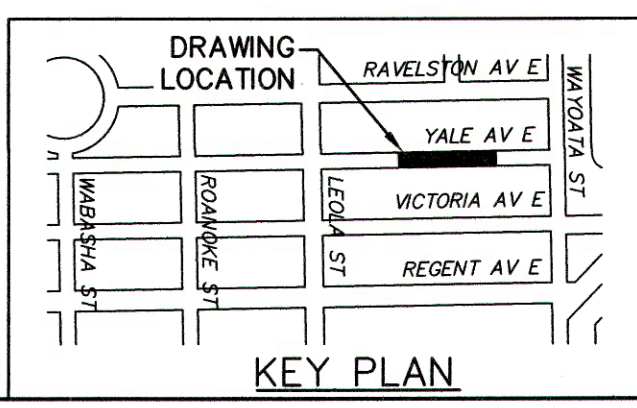 DRAWING
LOCATION
RAVELSTON AV E
WAYOATA ST
YALE AV E
WABASHA ST
ROANOKE ST
LEOLA ST
VICTORIA AV E
REGENT AV E
KEY PLAN